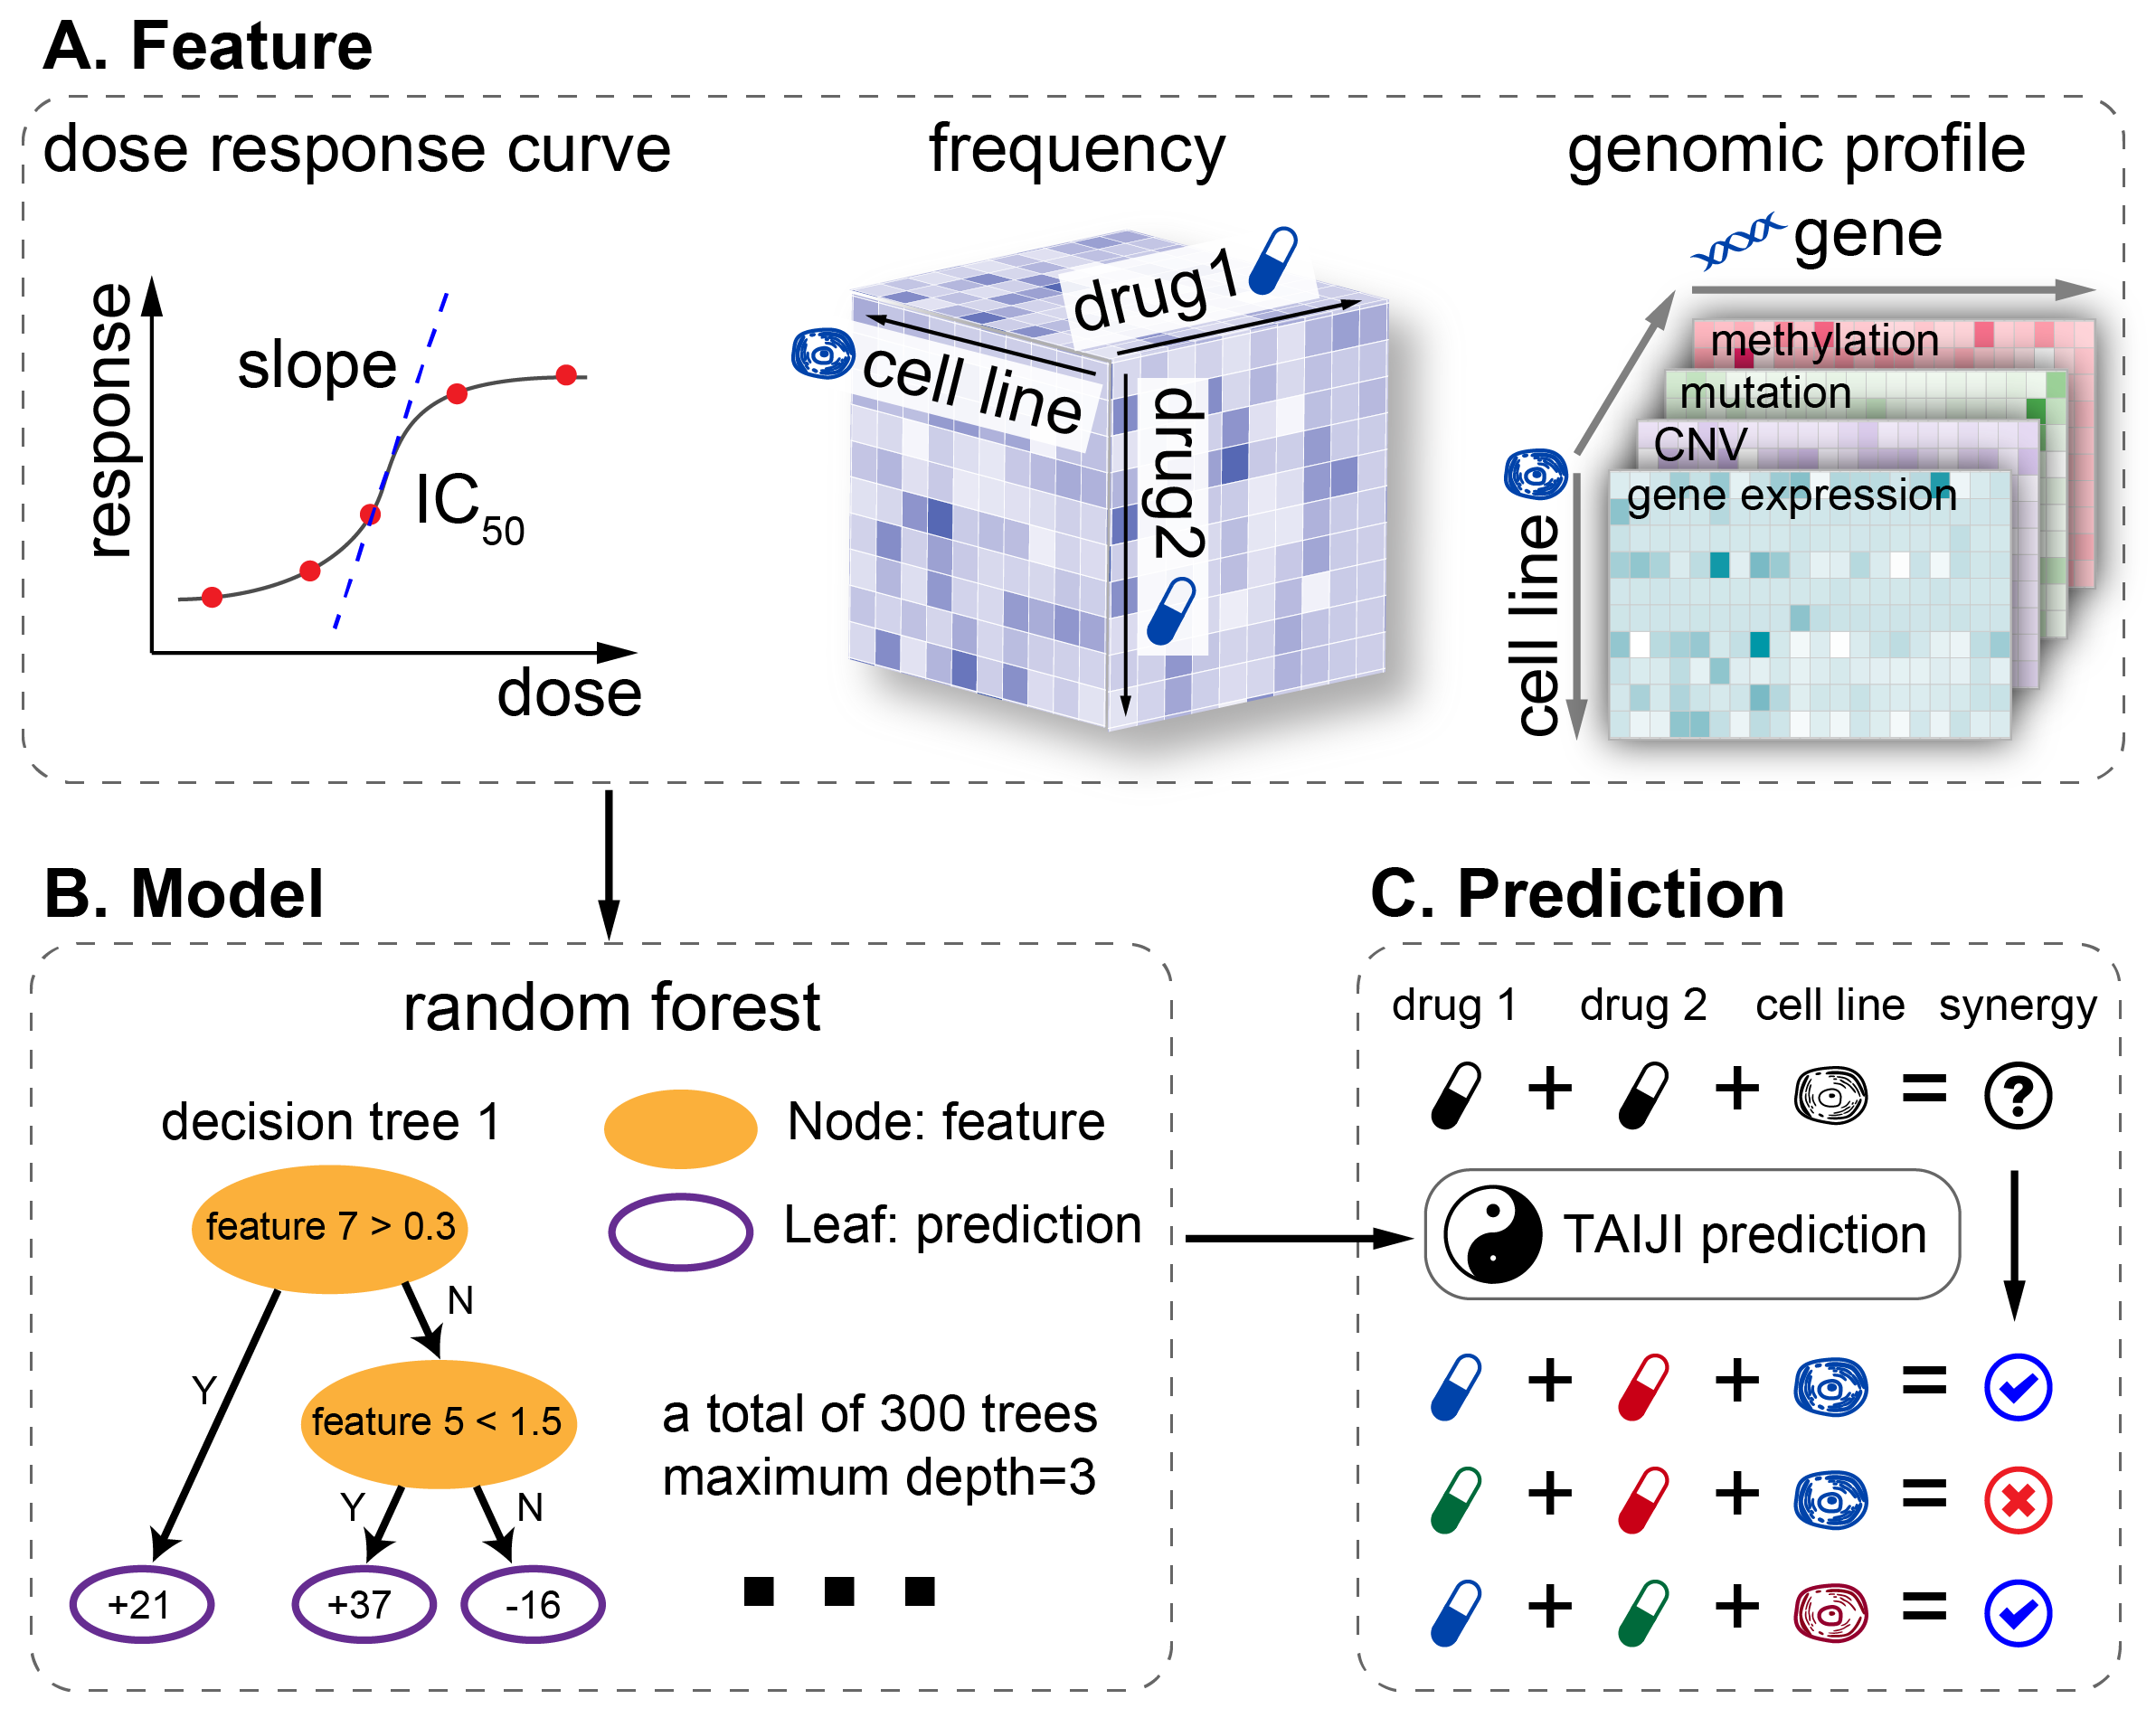 A. Feature
dose response curve
frequency
genomic profile
response
slope
IC50
dose
drug1
cell line
drug2
gene
cell line
methylation
mutation
CNV
gene expression
B. Model
random forest
decision tree 1
Node: feature
Leaf: prediction
feature 7 > 0.3
N
Y
feature 5 < 1.5
Y
N
+21
+37
-16
a total of 300 trees
maximum depth=3
C. Prediction
drug 1 drug 2 cell line synergy
+ + = ?
TAIJI prediction
+ + =
+ + =
+ + =